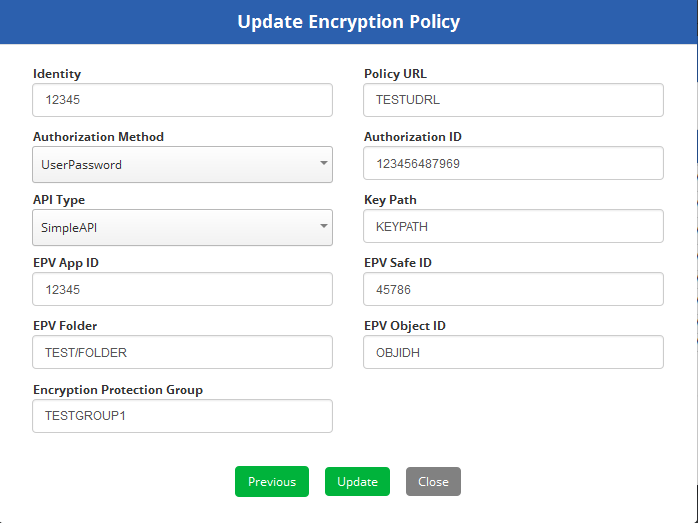 Update Encryption Policy
Identity
12345
Policy URL
TESTUDRL
Authorization Method
UserPassword
Authorization ID
123456487969
API Type
SimpleAPI
Key Path
KEYPATH
EPV App ID
12345
EPV Safe ID
45786
EPV Folder
TEST/FOLDER
EPV Object ID
OBJIDH
Encryption Protection Group
TESTGROUP1
Previous
Update
Close